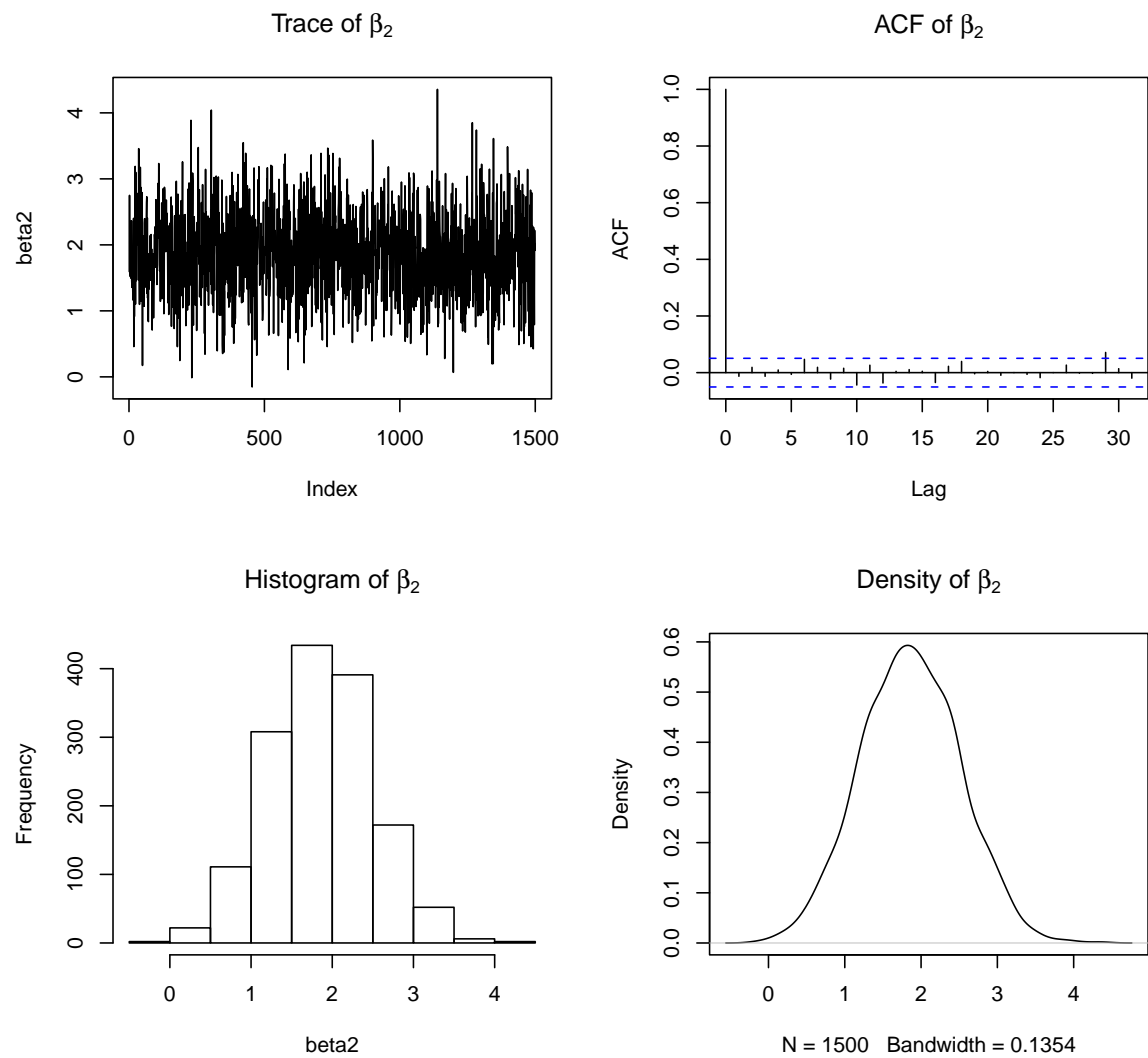 Trace of β₂
beta2
4
3
2
1
0
0 500 1000 1500
Index
ACF of β₂
ACF
1.0
0.8
0.6
0.4
0.2
0.0
0 5 10 15 20 25 30
Lag
Histogram of β₂
Frequency
400
300
200
100
0
0 1 2 3 4
beta2
Density of β₂
Density
0.6
0.5
0.4
0.3
0.2
0.1
0.0
0 1 2 3 4
N = 1500 Bandwidth = 0.1354